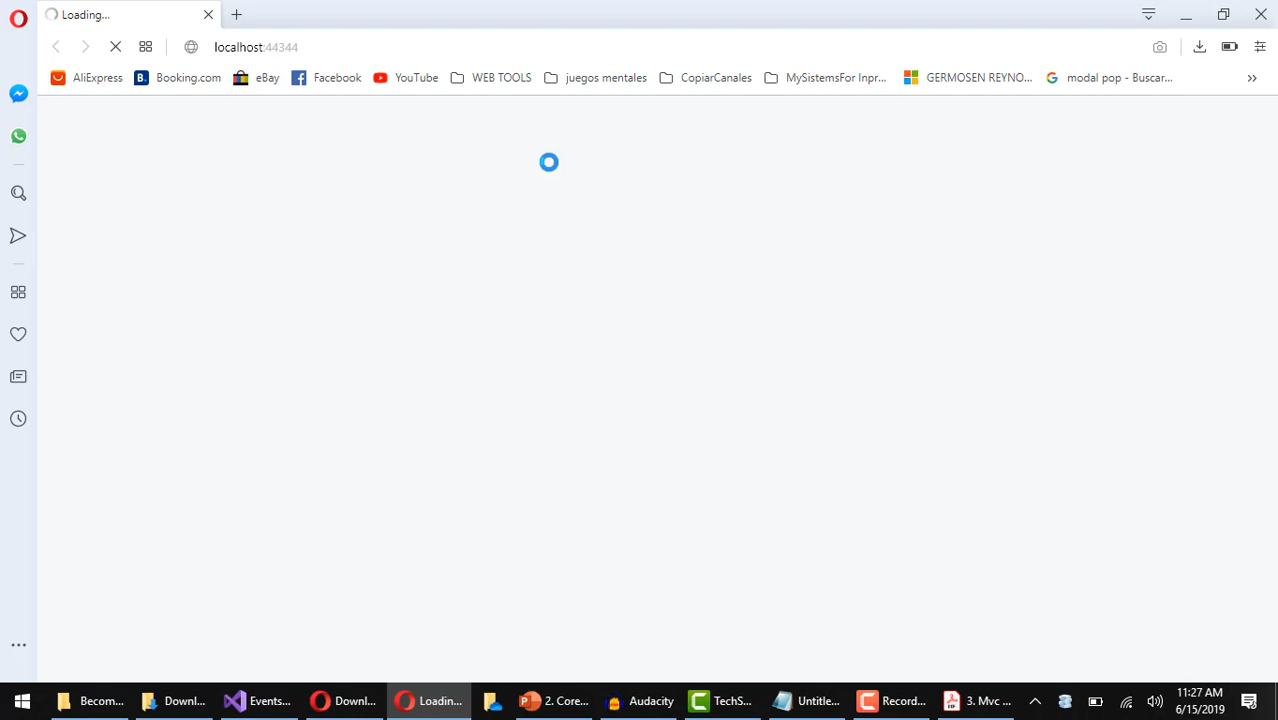 Loading...
localhost:44344
AliExpress Booking.com eBay Facebook YouTube WEB TOOLS juegos mentales CopiarCanales MySistemsFor Inpr... GERMOSEN REYNO... modal pop - Buscar...
Becom... Downl... Events... Downl... Loadin... 2. Core... Audacity TechS... Untitle... Record... 3. Mvc ...
11:27 AM
6/15/2019